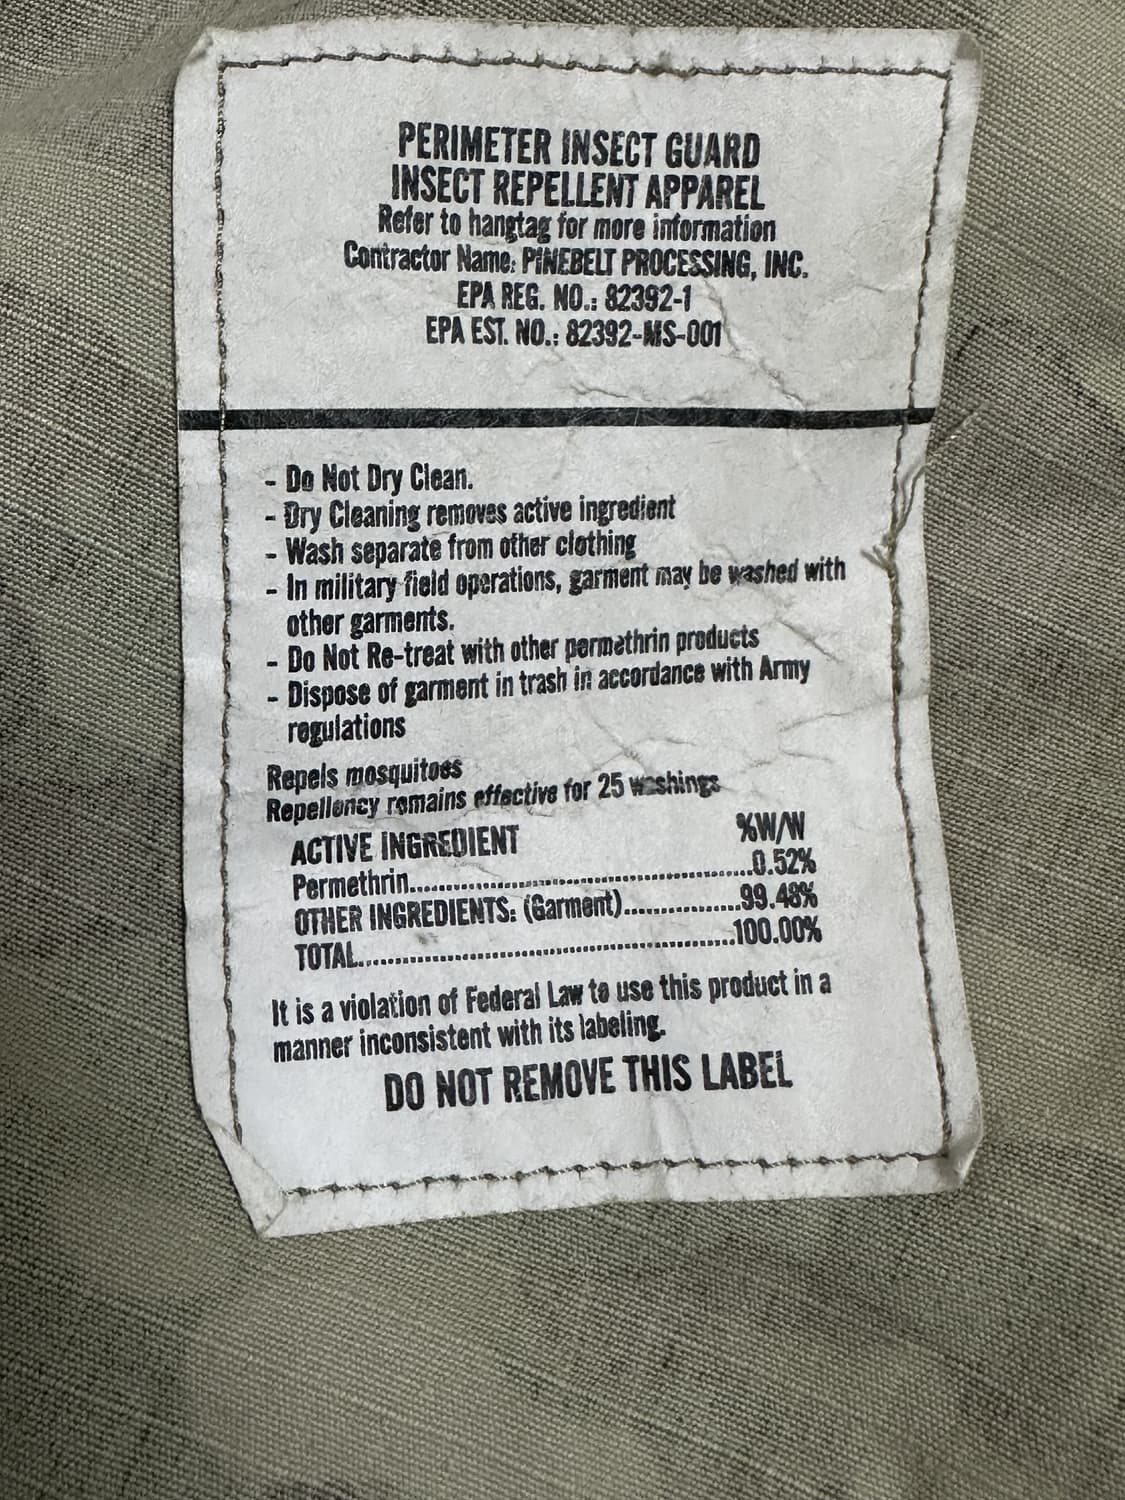 PERIMETER INSECT GUARD
INSECT REPELLENT APPAREL
Refer to hangtag for more information
Contractor Name: PINEBELT PROCESSING, INC.
EPA REG. NO.: 82392-1
EPA EST. NO.: 82392-MS-001
- Do Not Dry Clean.
- Dry Cleaning removes active ingredient
- Wash separate from other clothing
- In military field operations, garment may be washed with
other garments.
- Do Not Re-treat with other permethrin products
- Dispose of garment in trash in accordance with Army
regulations
Repels mosquitoes
Repellency remains effective for 25 washings
ACTIVE INGREDIENT %W/W
Permethrin..........0.52%
OTHER INGREDIENTS: (Garment)..........99.48%
TOTAL..........100.00%
It is a violation of Federal Law to use this product in a
manner inconsistent with its labeling.
DO NOT REMOVE THIS LABEL